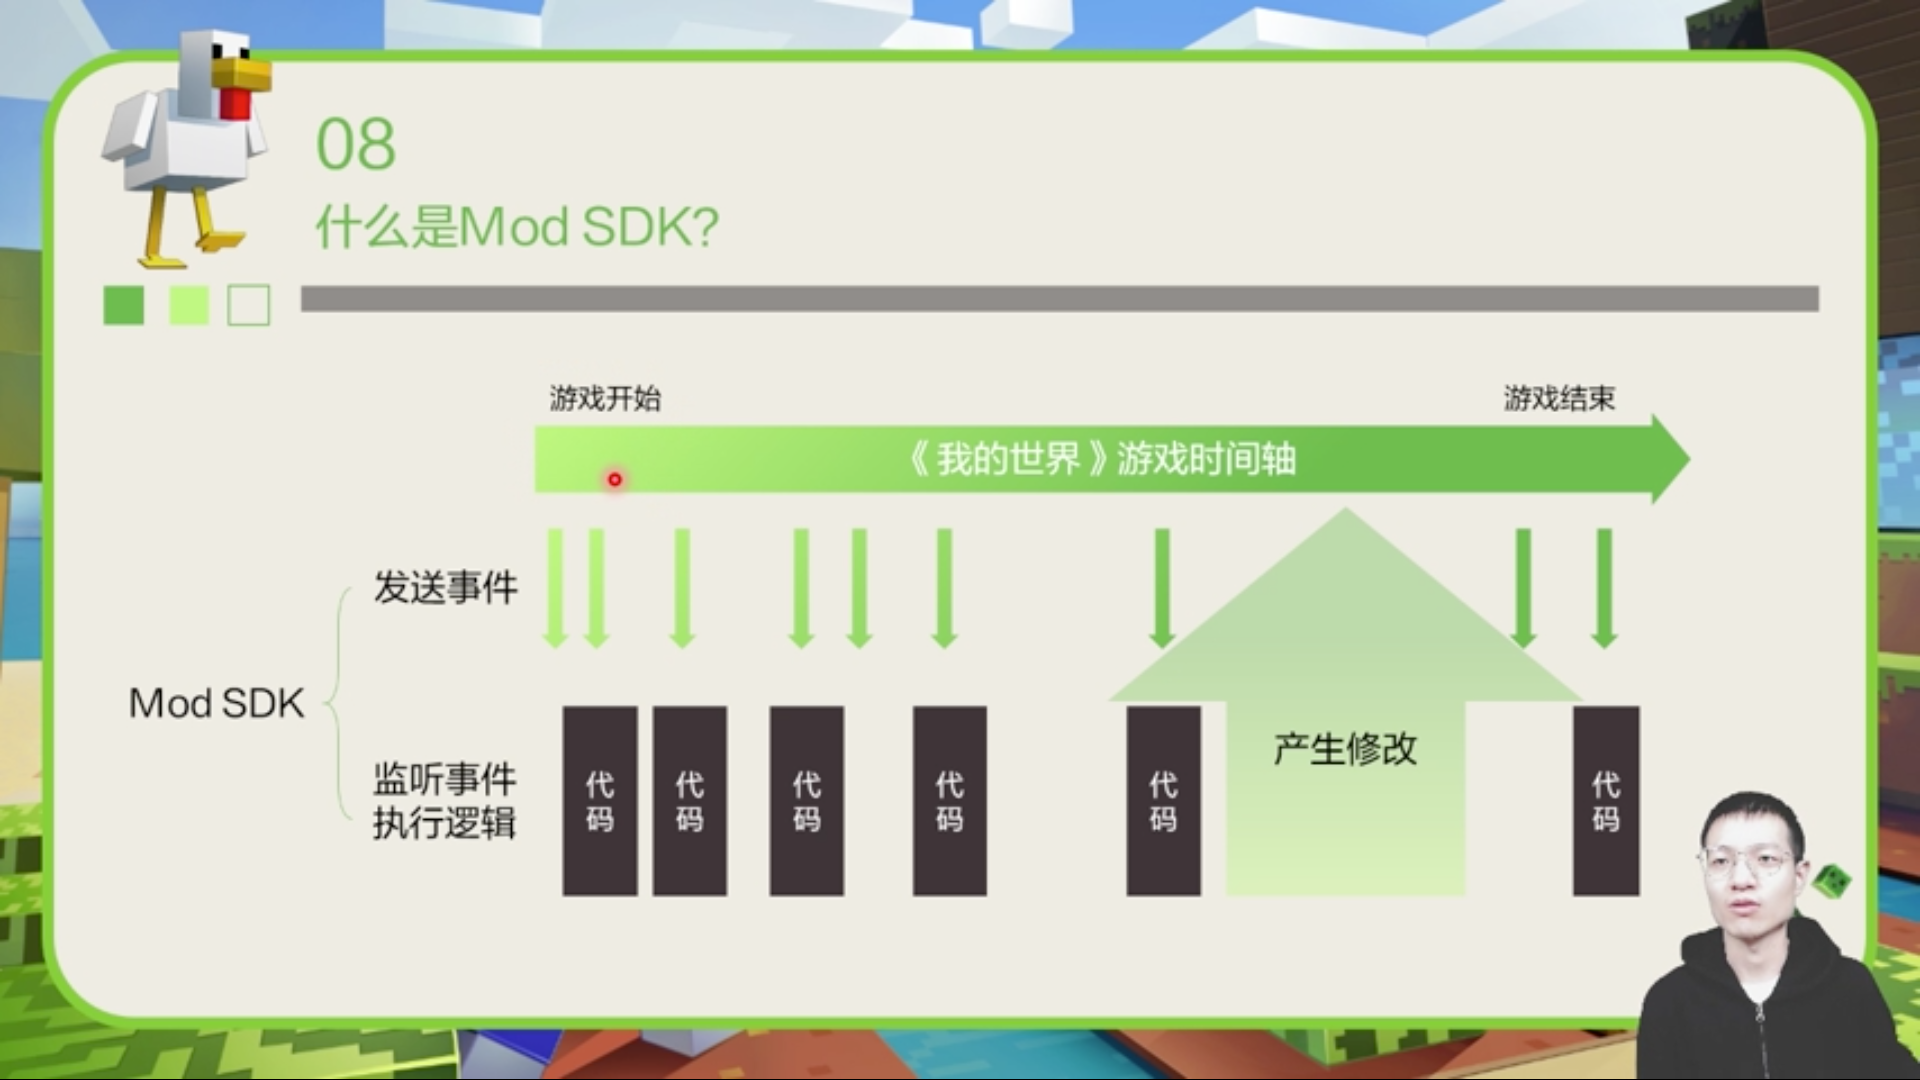 08
什么是Mod SDK?
游戏开始
游戏结束
《我的世界》游戏时间轴
发送事件
Mod SDK
监听事件
执行逻辑
代码
代码
代码
代码
代码
产生修改
代码